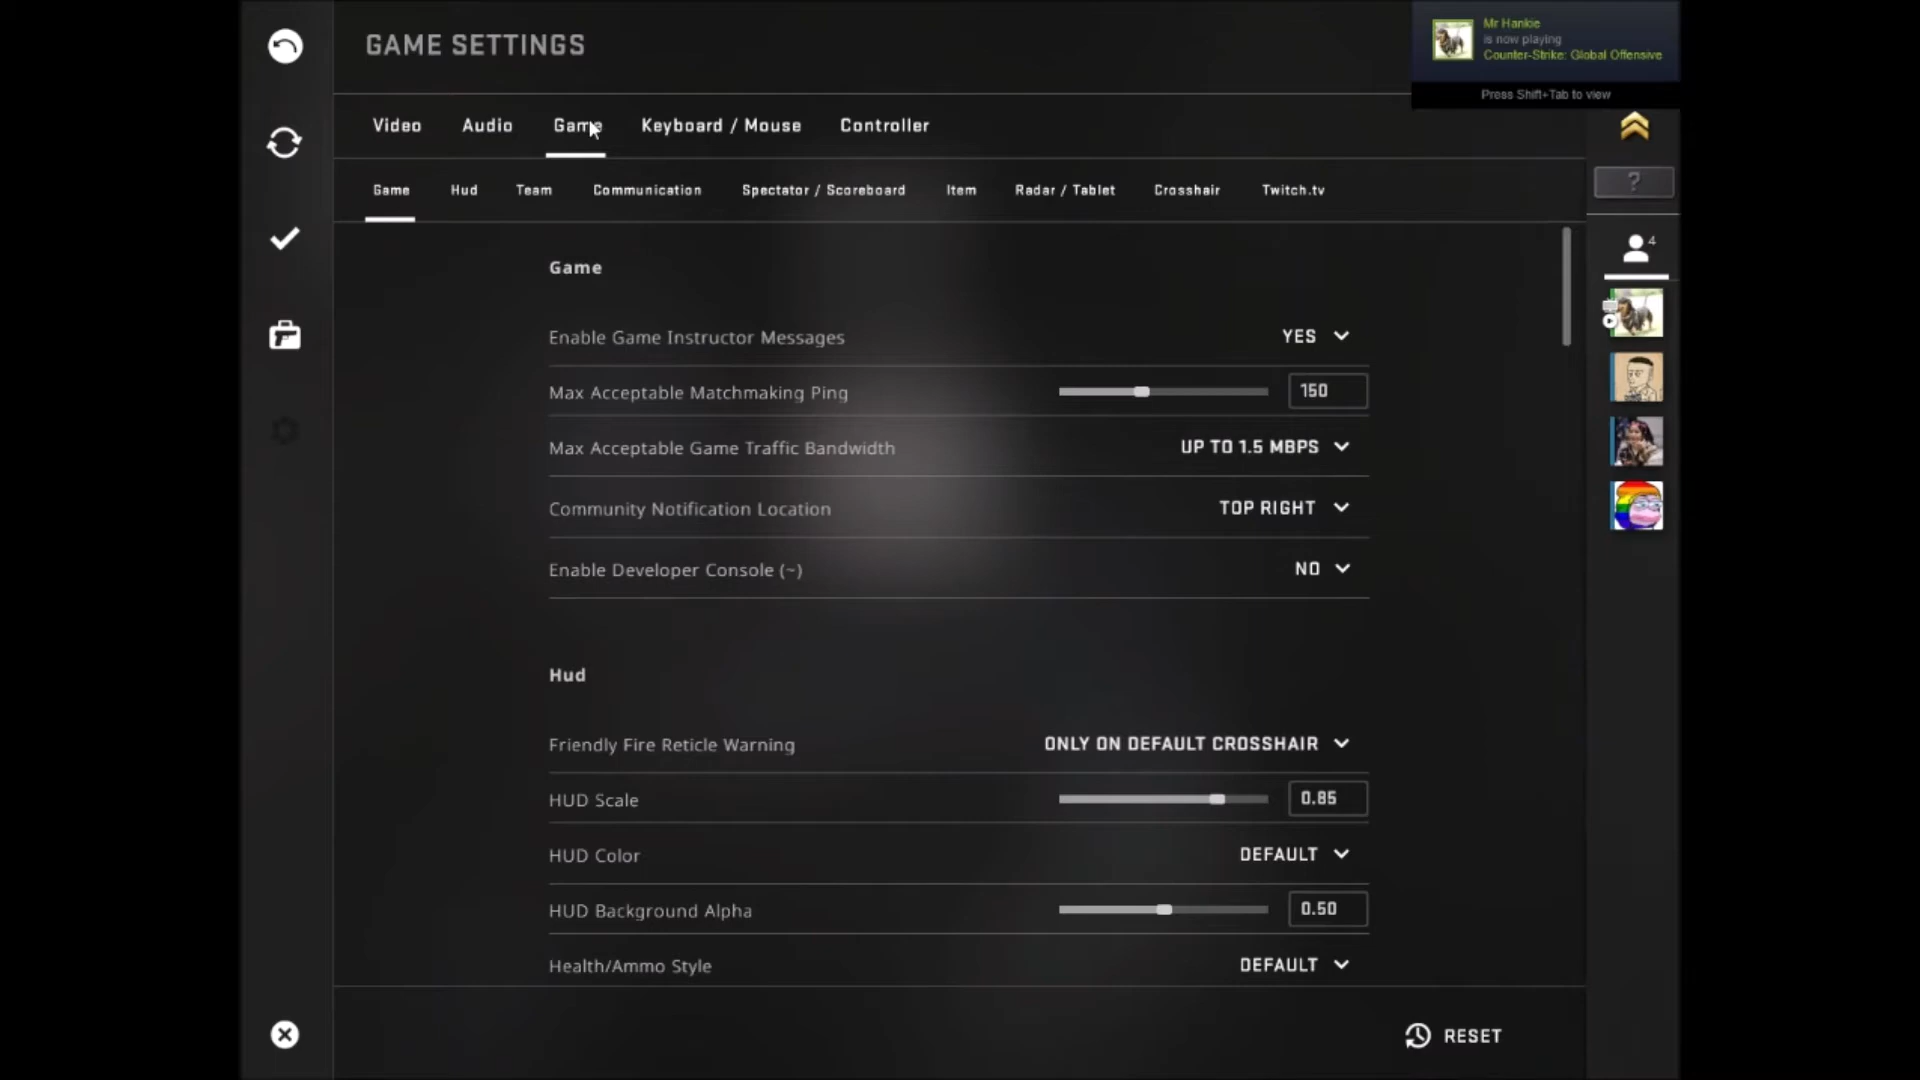 GAME SETTINGS
Mr Hankie
is now playing
Counter-Strike: Global Offensive
Press Shift+Tab to view
Video Audio Game Keyboard / Mouse Controller
Game Hud Team Communication Spectator / Scoreboard Item Radar / Tablet Crosshair Twitch.tv
?
4
Game
Enable Game Instructor Messages YES
Max Acceptable Matchmaking Ping 150
Max Acceptable Game Traffic Bandwidth UP TO 1.5 MBPS
Community Notification Location TOP RIGHT
Enable Developer Console (~) NO
Hud
Friendly Fire Reticle Warning ONLY ON DEFAULT CROSSHAIR
HUD Scale 0.85
HUD Color DEFAULT
HUD Background Alpha 0.50
Health/Ammo Style DEFAULT
RESET